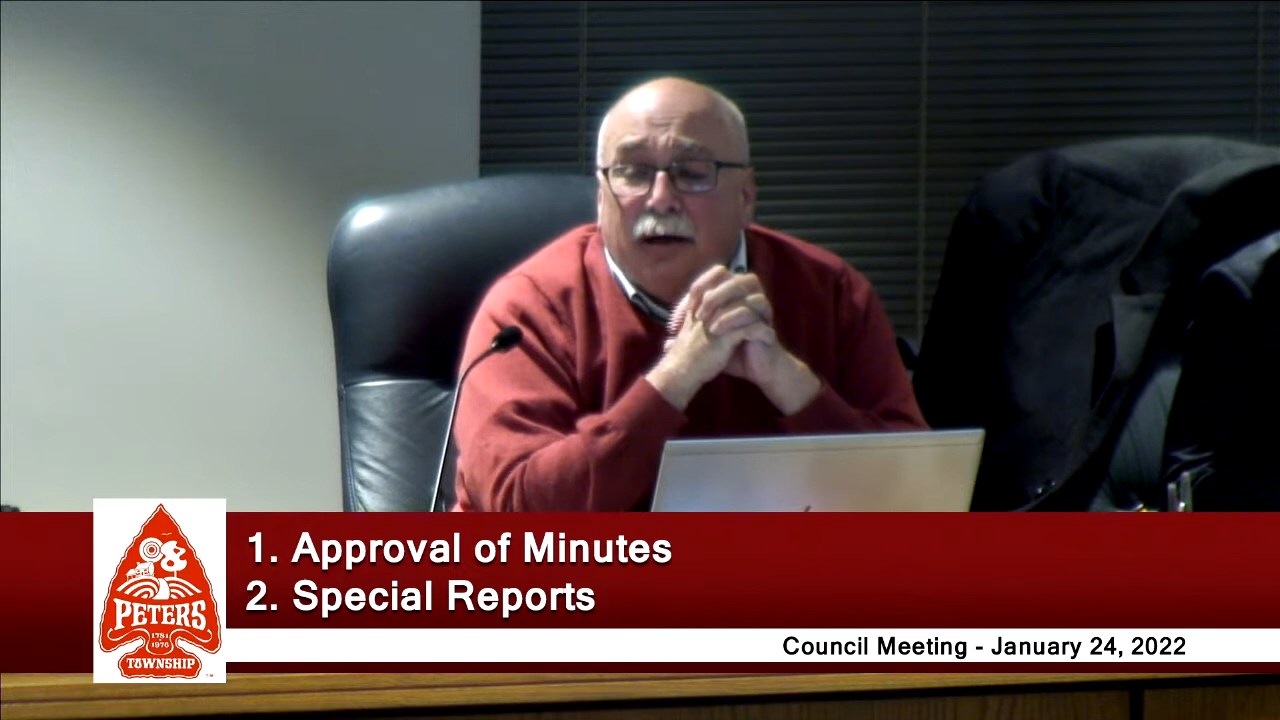 1. Approval of Minutes
2. Special Reports
Council Meeting - January 24, 2022
PETERS
1781
1976
TOWNSHIP